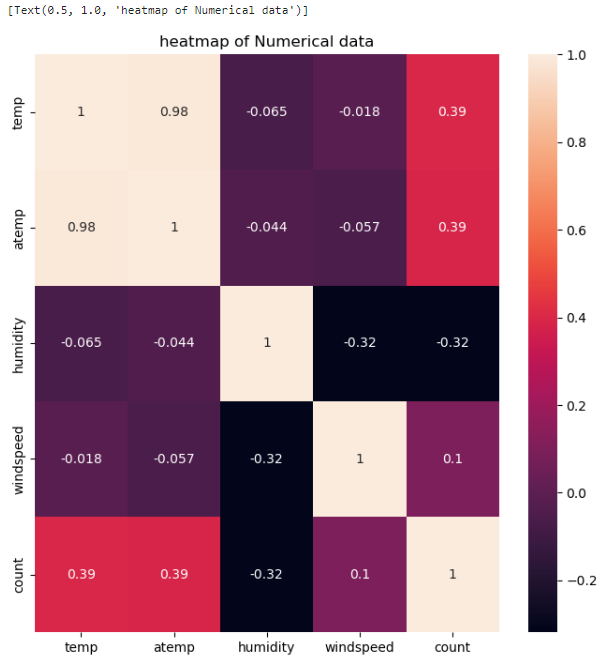 [Text(0.5, 1.0, 'heatmap of Numerical data')]
heatmap of Numerical data
temp 1 0.98 -0.065 -0.018 0.39
atemp 0.98 1 -0.044 -0.057 0.39
humidity -0.065 -0.044 1 -0.32 -0.32
windspeed -0.018 -0.057 -0.32 1 0.1
count 0.39 0.39 -0.32 0.1 1
temp atemp humidity windspeed count
1.0
0.8
0.6
0.4
0.2
0.0
−0.2